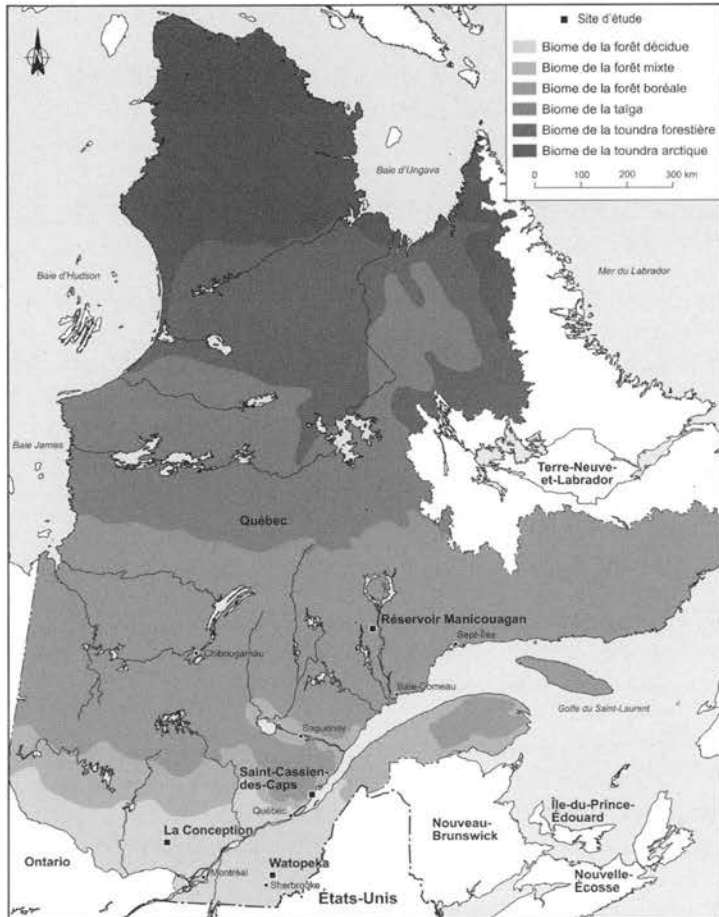 Site d'étude
Biome de la forêt décidue
Biome de la forêt mixte
Biome de la forêt boréale
Biome de la taïga
Biome de la toundra forestière
Biome de la toundra arctique
0 100 200 300 km
Baie d'Ungava
Baie d'Hudson
Mer du Labrador
Baie James
Terre-Neuve-
et-Labrador
Québec
Réservoir Manicouagan
Sept-Îles
Chibougamau
Baie-Comeau
Golfe du Saint-Laurent
Saguenay
Saint-Cassien-
des-Caps
Québec
Île-du-Prince-
Édouard
La Conception
Nouveau-
Brunswick
Ontario
Montréal
Watopeka
Sherbrooke
Nouvelle-
Écosse
États-Unis